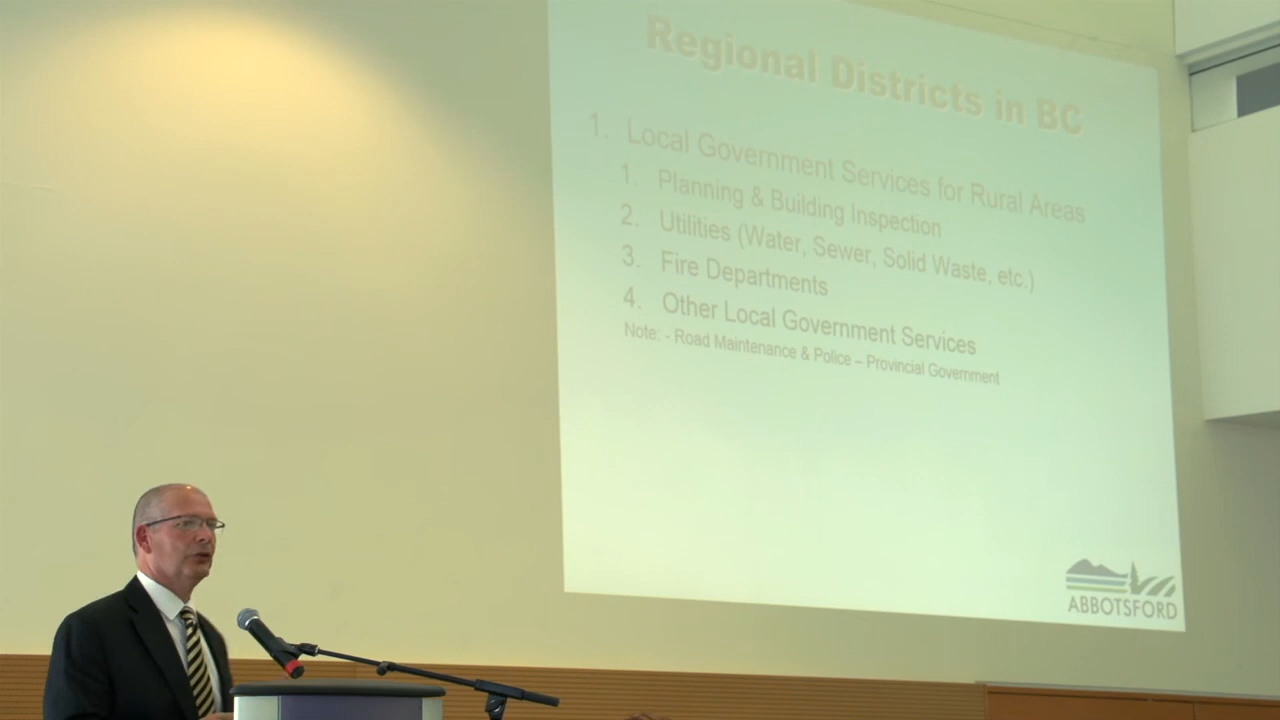 Regional Districts in BC
1. Local Government Services for Rural Areas
1. Planning & Building Inspection
2. Utilities (Water, Sewer, Solid Waste, etc.)
3. Fire Departments
4. Other Local Government Services
Note: - Road Maintenance & Police – Provincial Government
ABBOTSFORD